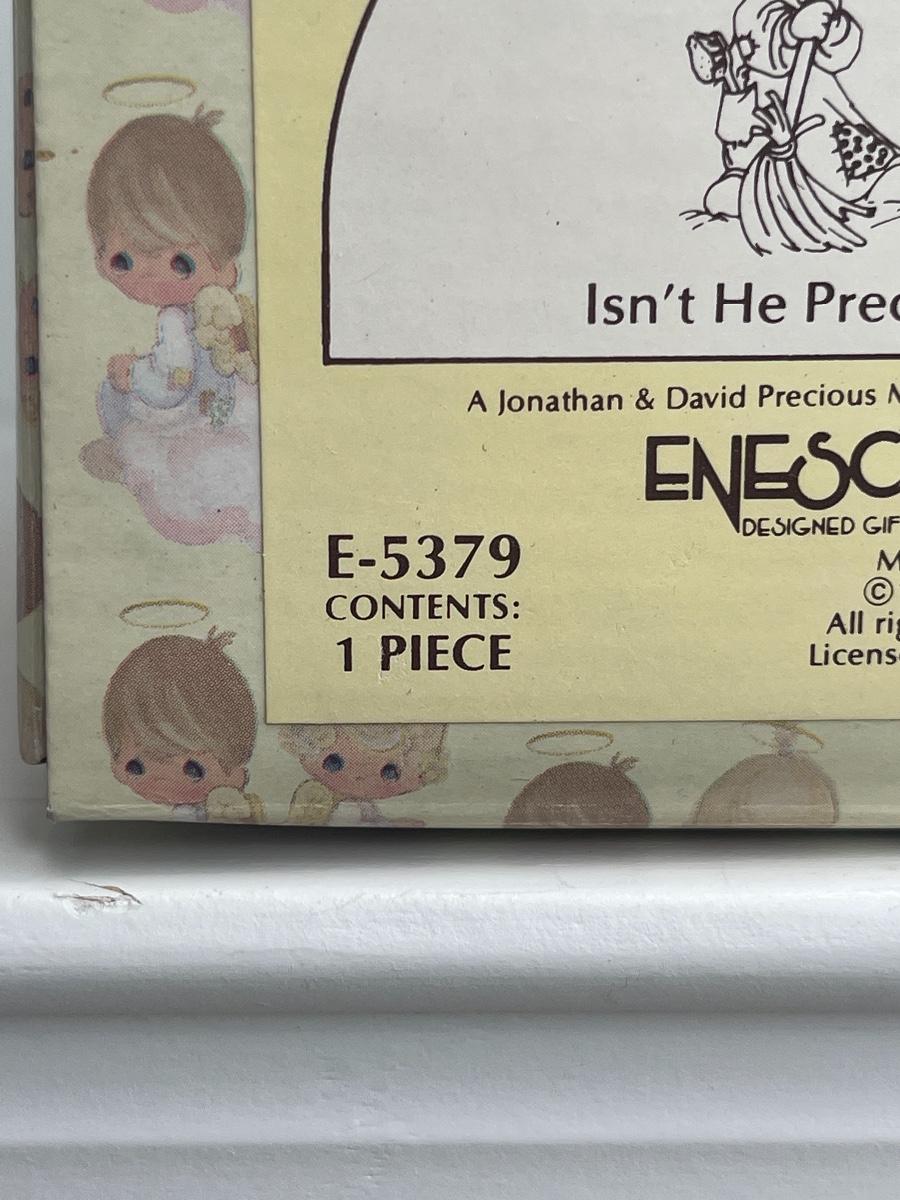 Isn't He Prec
A Jonathan & David Precious M
ENESC
DESIGNED GIF
E-5379
CONTENTS:
1 PIECE
M
©
All rig
Licens